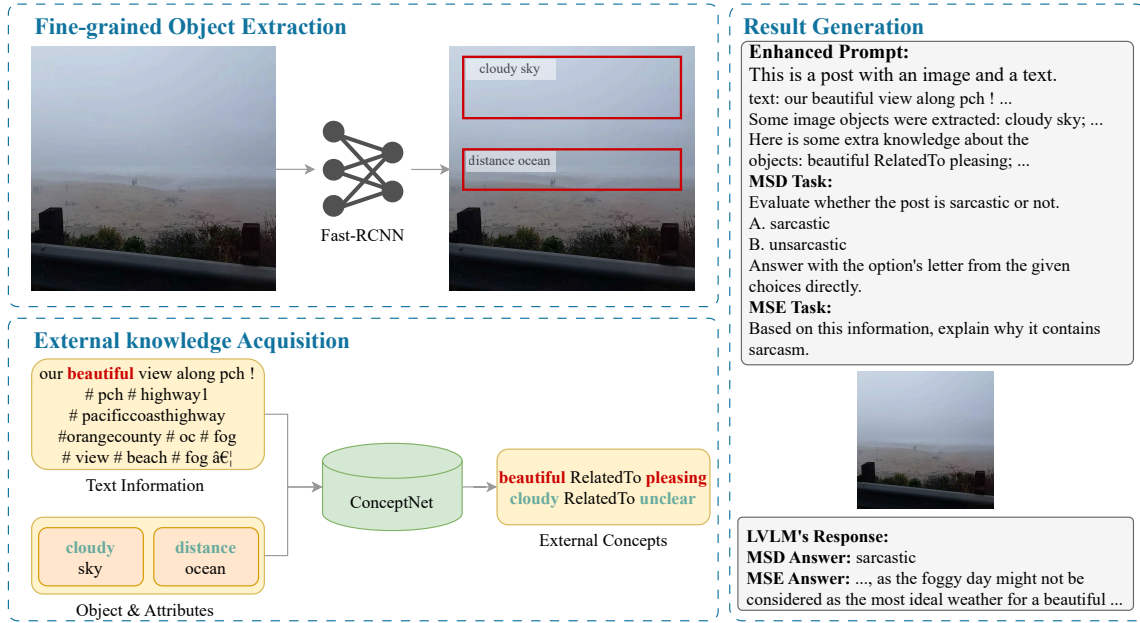 Fine-grained Object Extraction
cloudy sky
distance ocean
Fast-RCNN
External knowledge Acquisition
our beautiful view along pch !
# pch # highway1
# pacificcoasthighway
#orangecounty # oc # fog
# view # beach # fog â€¦
Text Information
cloudy
sky
distance
ocean
Object & Attributes
ConceptNet
beautiful RelatedTo pleasing
cloudy RelatedTo unclear
External Concepts
Result Generation
Enhanced Prompt:
This is a post with an image and a text.
text: our beautiful view along pch ! ...
Some image objects were extracted: cloudy sky; ...
Here is some extra knowledge about the
objects: beautiful RelatedTo pleasing; ...
MSD Task:
Evaluate whether the post is sarcastic or not.
A. sarcastic
B. unsarcastic
Answer with the option's letter from the given
choices directly.
MSE Task:
Based on this information, explain why it contains
sarcasm.
LVLM's Response:
MSD Answer: sarcastic
MSE Answer: ..., as the foggy day might not be
considered as the most ideal weather for a beautiful ...